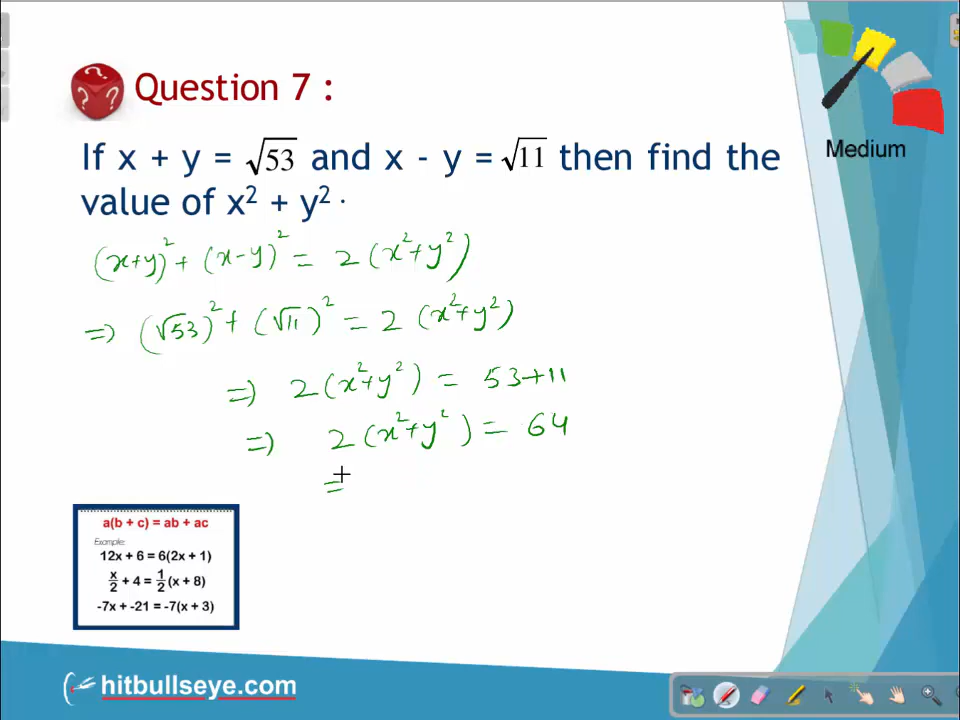 Question 7 :
If x + y = √53 and x - y = √11 then find the
value of x² + y² .
Medium
(x+y)² + (x-y)² = 2(x²+y²)
=> (√53)² + (√11)² = 2(x²+y²)
=> 2(x²+y²) = 53+11
=> 2(x²+y²) = 64
=
a(b + c) = ab + ac
Example:
12x + 6 = 6(2x + 1)
x/2 + 4 = 1/2(x + 8)
-7x + -21 = -7(x + 3)
hitbullseye.com